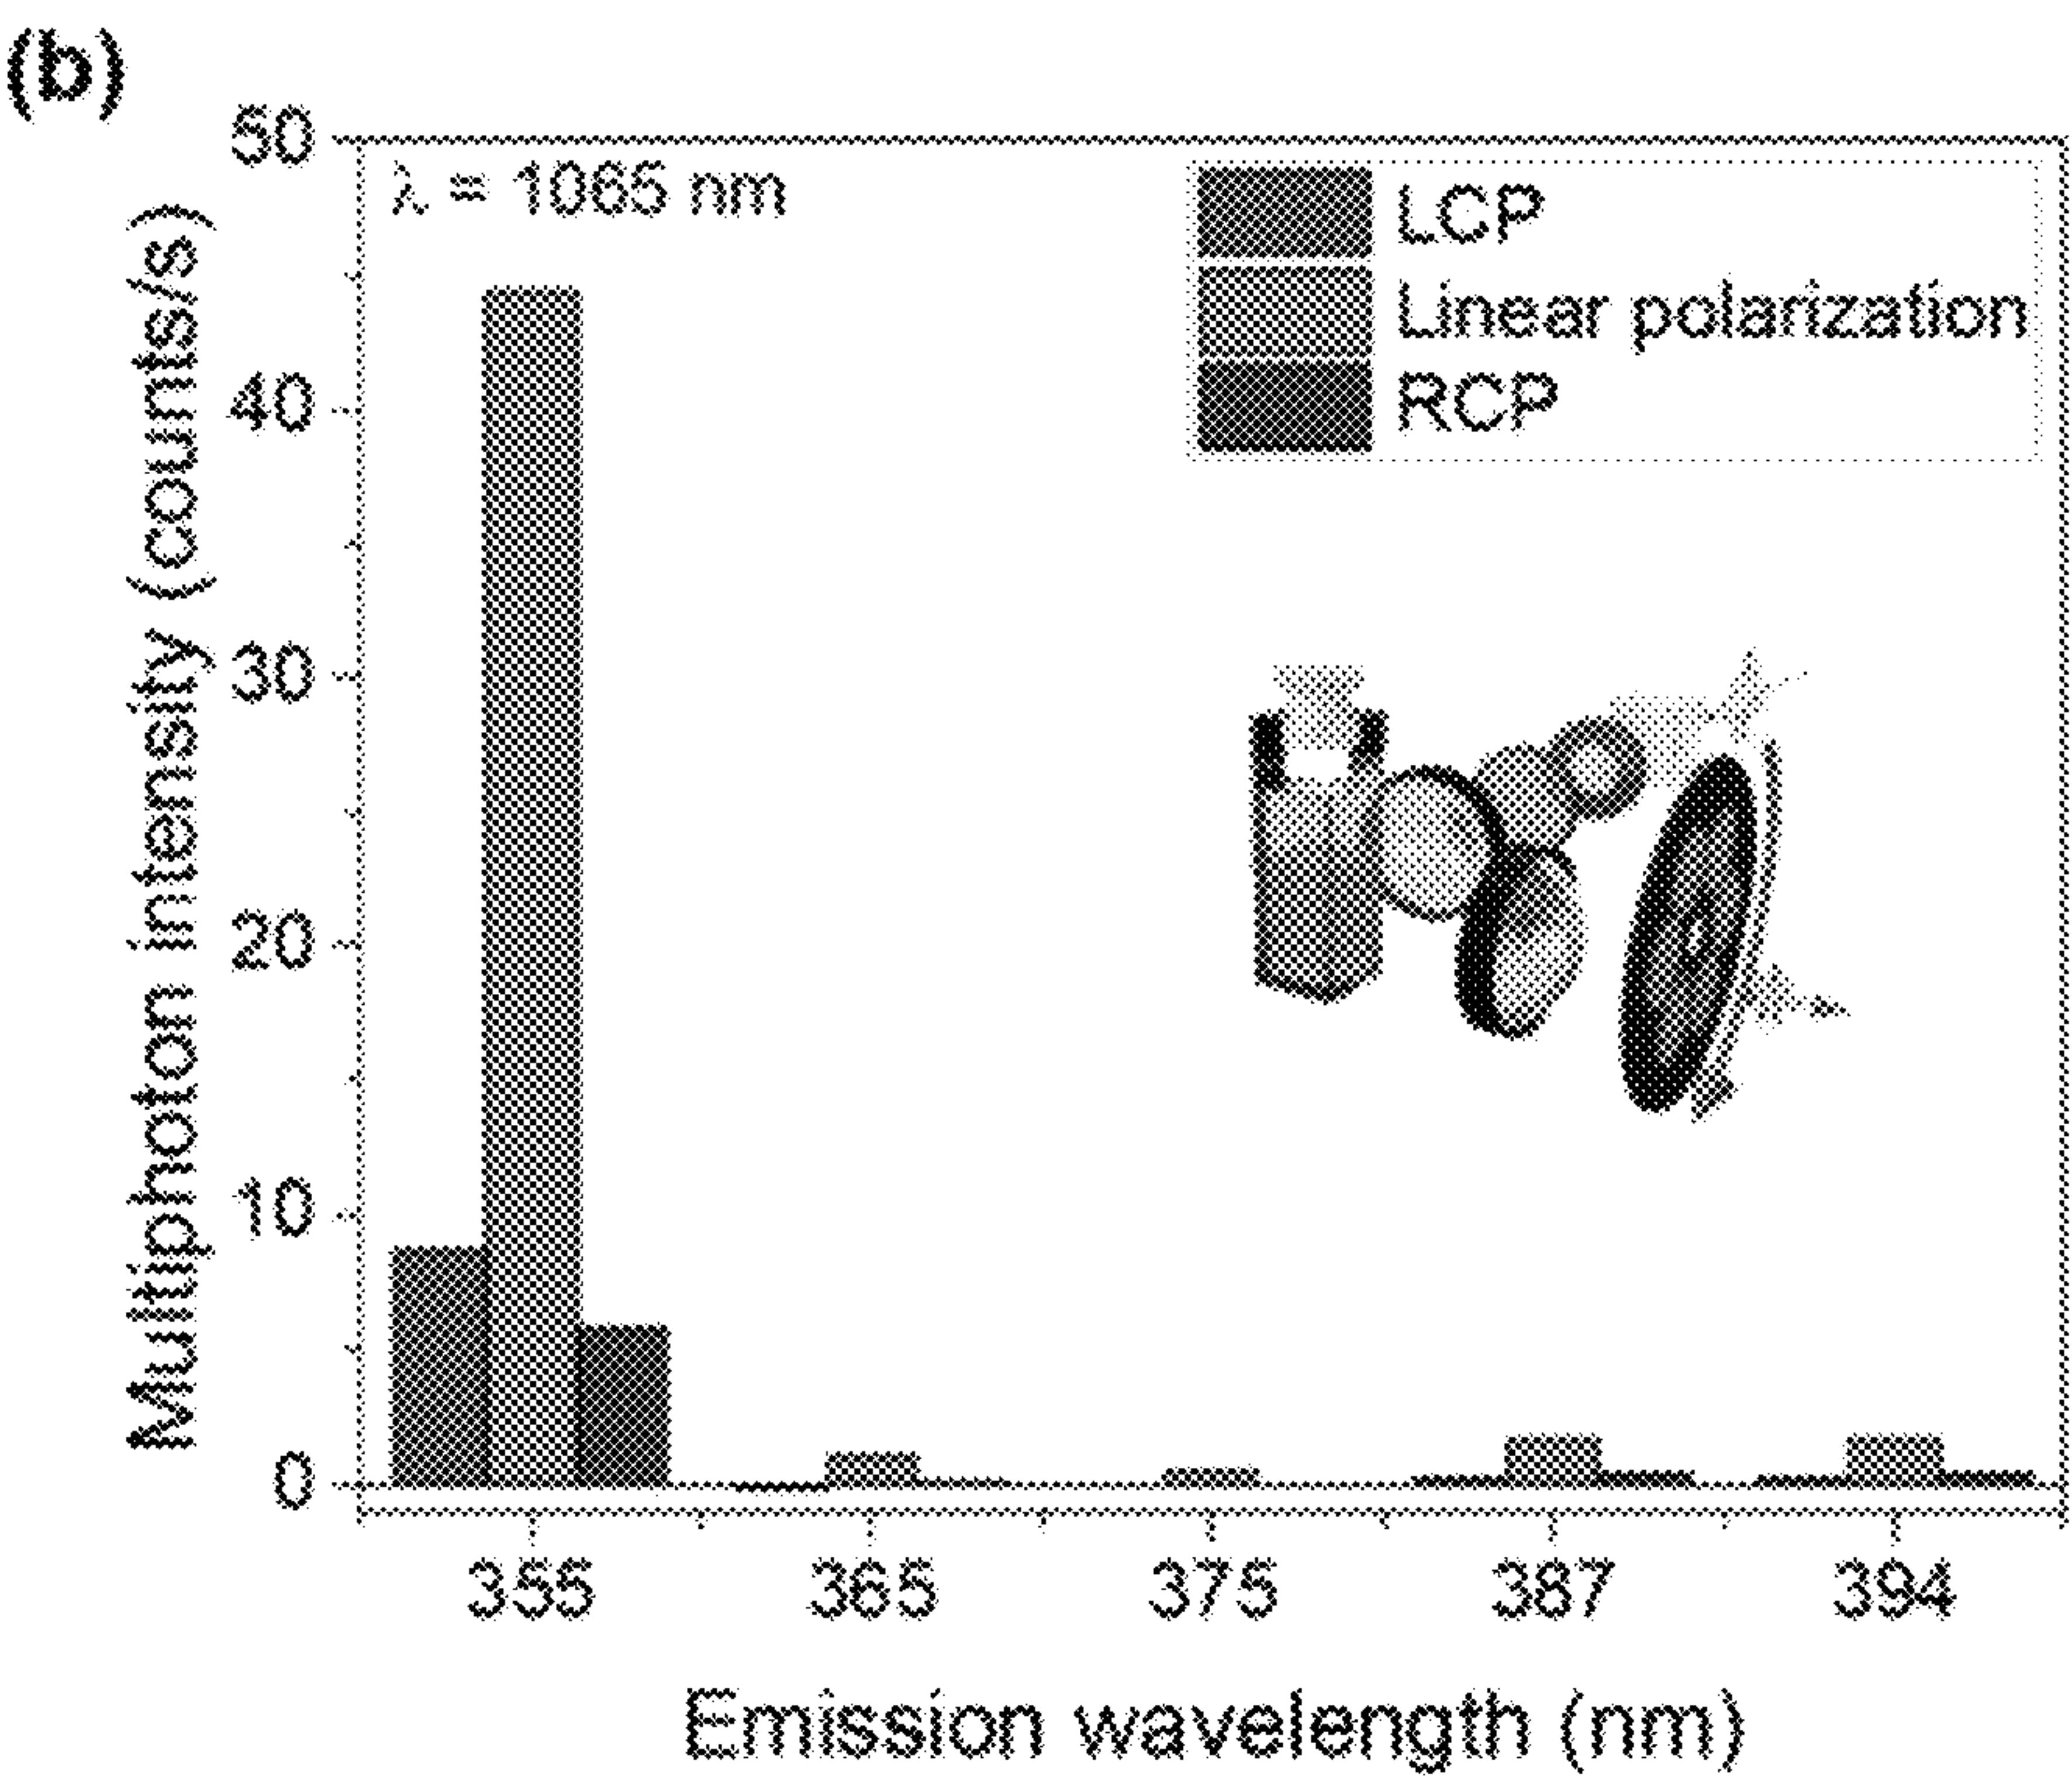 (b)
50
λ = 1065 nm
LCP
Linear polarization
RCP
Multiphoton intensity (counts/s)
40
30
20
10
0
355 365 375 387 394
Emission wavelength (nm)